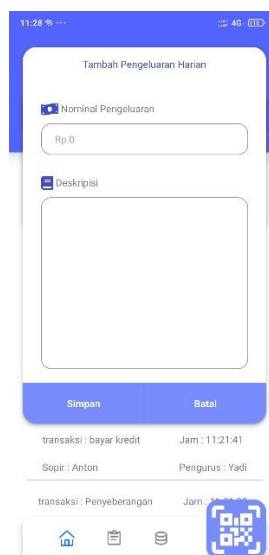 11:28
4G
Tambah Pengeluaran Harian
Nominal Pengeluaran
Rp.0
Deskripisi
Simpan Batal
transaksi : bayar kredit Jam : 11:21:41
Sopir : Anton Pengurus : Yadi
transaksi : Penyeberangan Jam :